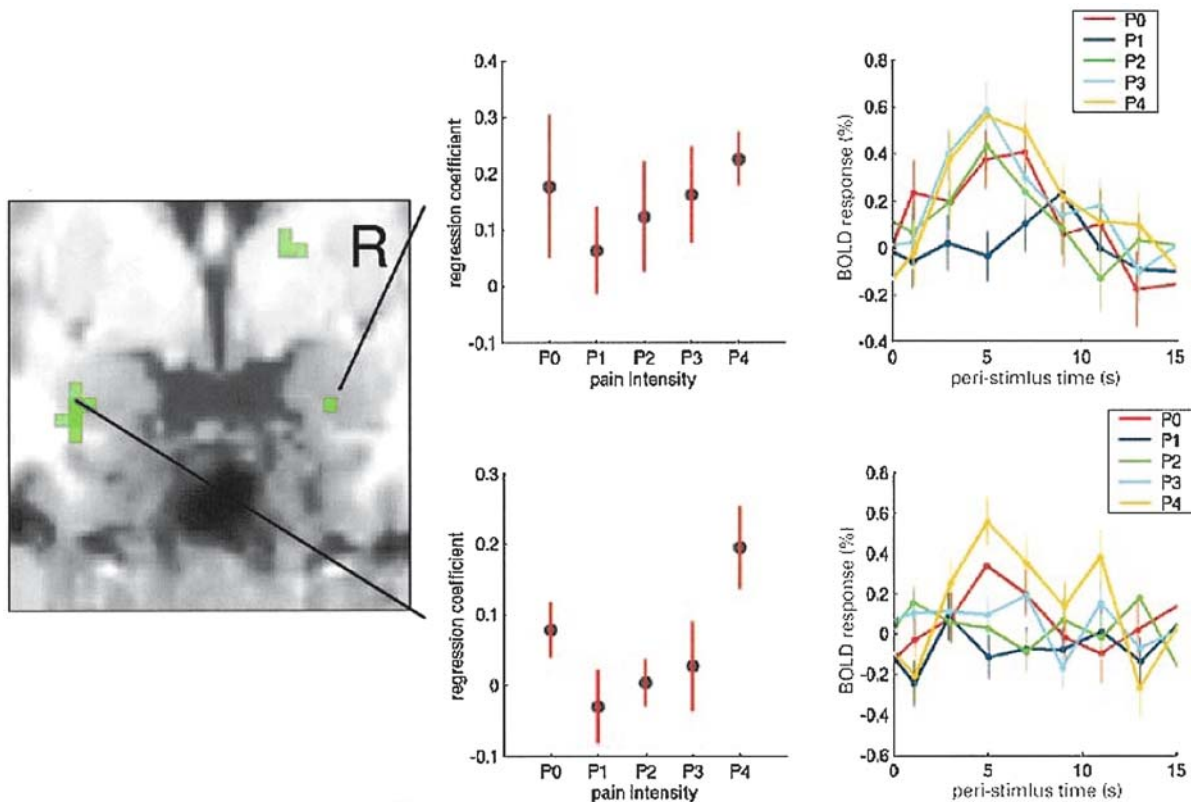 R
0.4
0.3
0.2
0.1
0
-0.1
regression coefficient
P0 P1 P2 P3 P4
pain Intensity
P0
P1
P2
P3
P4
0.8
0.6
0.4
0.2
0
-0.2
-0.4
BOLD response (%)
0 5 10 15
peri-stimlus time (s)
0.3
0.2
0.1
0
-0.1
regression coefficient
P0 P1 P2 P3 P4
pain intensity
P0
P1
P2
P3
P4
0.8
0.6
0.4
0.2
0
-0.2
-0.4
-0.6
BOLD response (%)
0 5 10 15
peri-stimlus time (s)